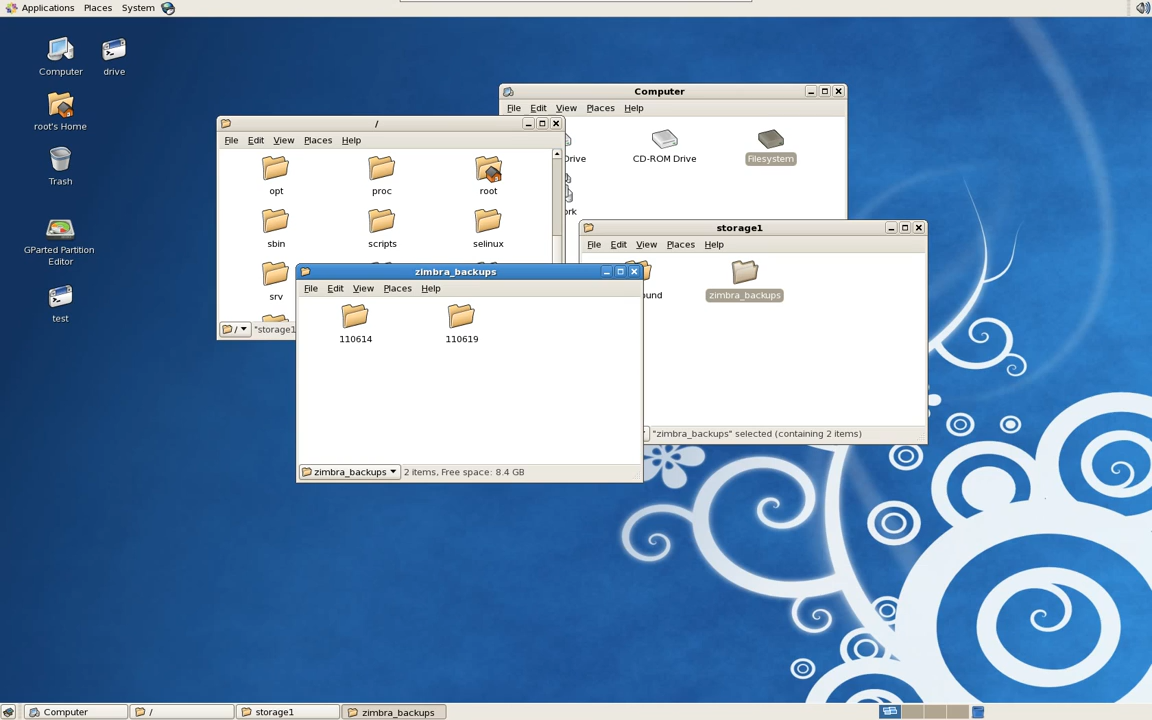 Applications Places System
Computer
drive
root's Home
Trash
GParted Partition
Editor
test
Computer
File Edit View Places Help
Drive
CD-ROM Drive
Filesystem
ork
/
File Edit View Places Help
opt
proc
root
sbin
scripts
selinux
srv
/ "storage1
storage1
File Edit View Places Help
ound
zimbra_backups
"zimbra_backups" selected (containing 2 items)
zimbra_backups
File Edit View Places Help
110614
110619
zimbra_backups 2 items, Free space: 8.4 GB
Computer / storage1 zimbra_backups